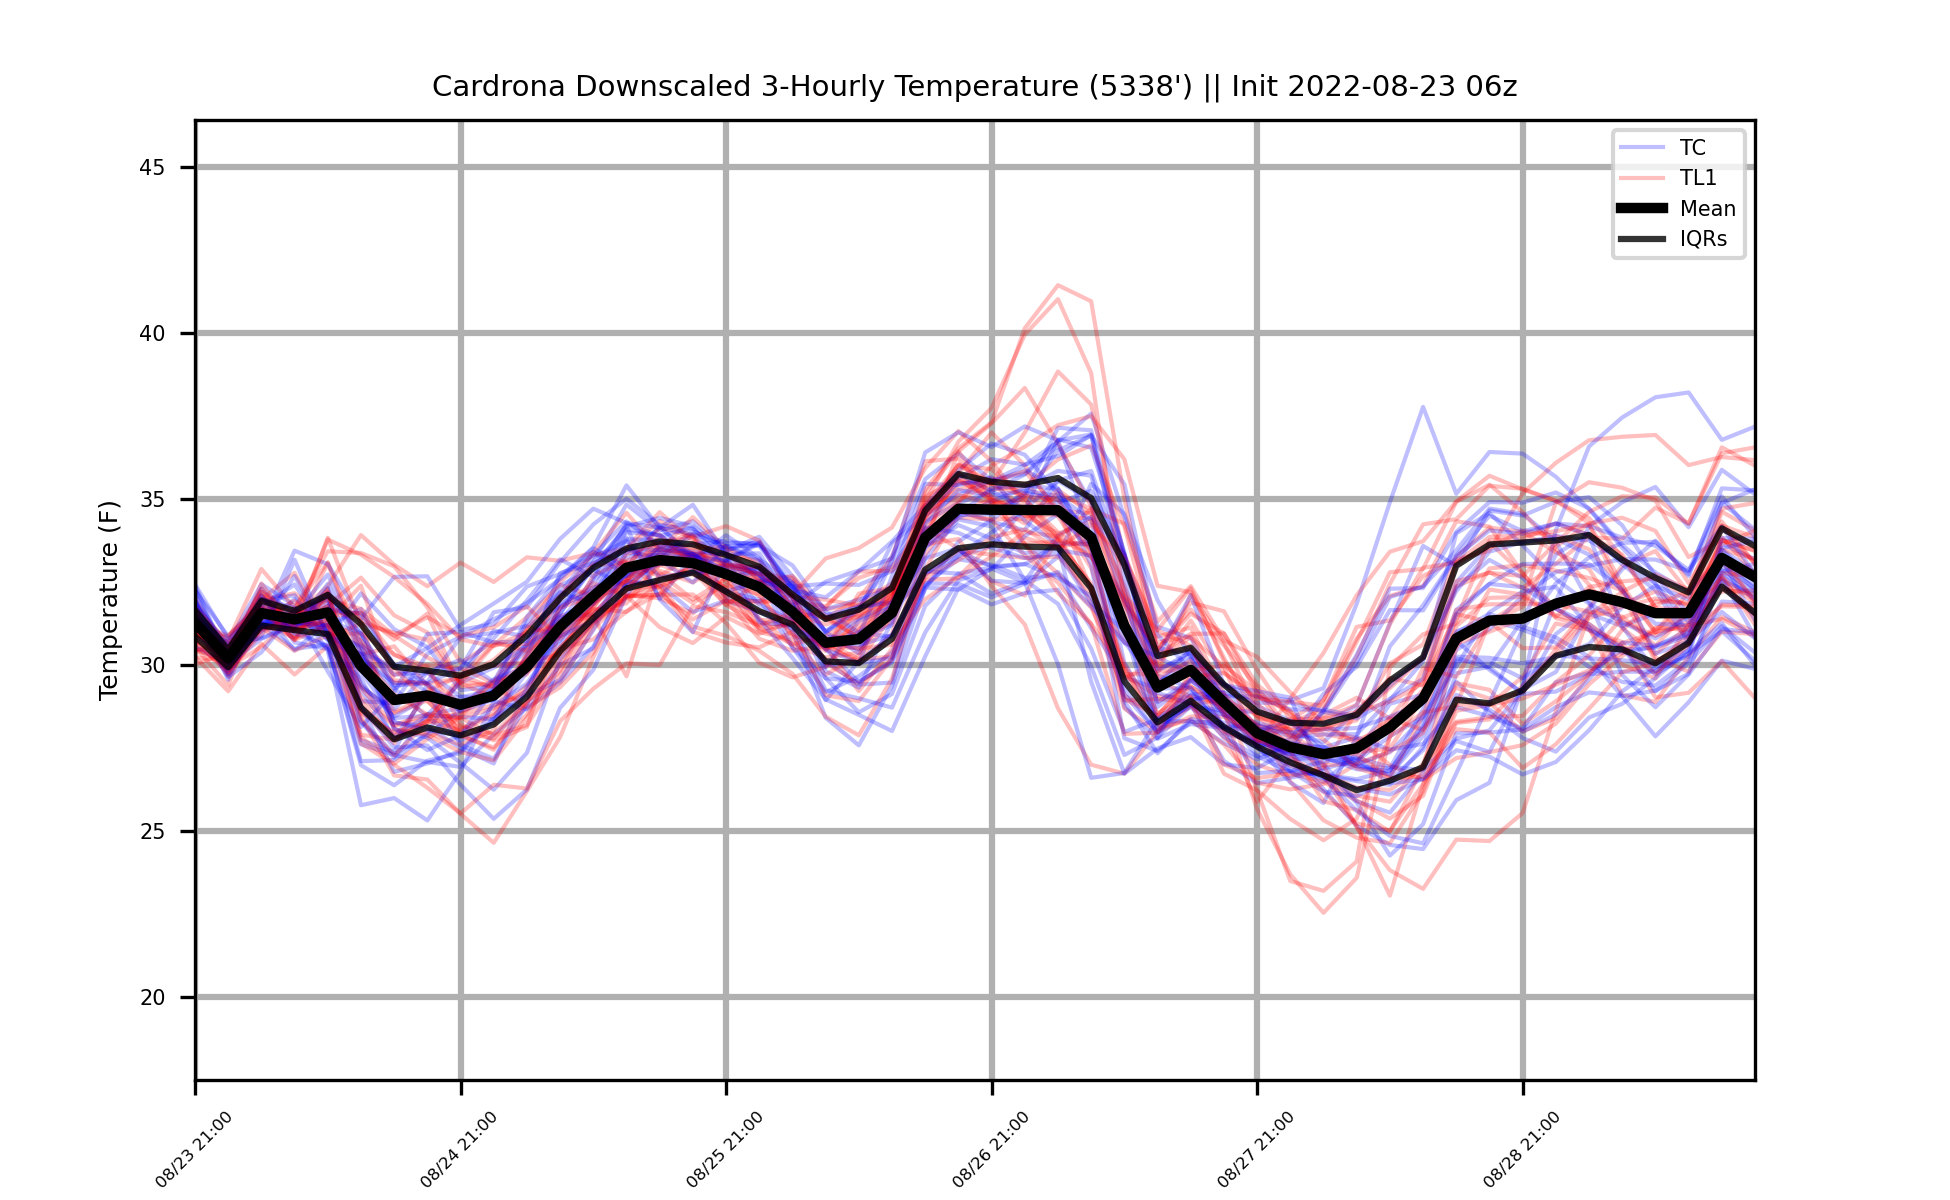 Cardrona Downscaled 3-Hourly Temperature (5338') || Init 2022-08-23 06z
TC
TL1
Mean
IQRs
Temperature (F)
45
40
35
30
25
20
08/23 21:00
08/24 21:00
08/25 21:00
08/26 21:00
08/27 21:00
08/28 21:00